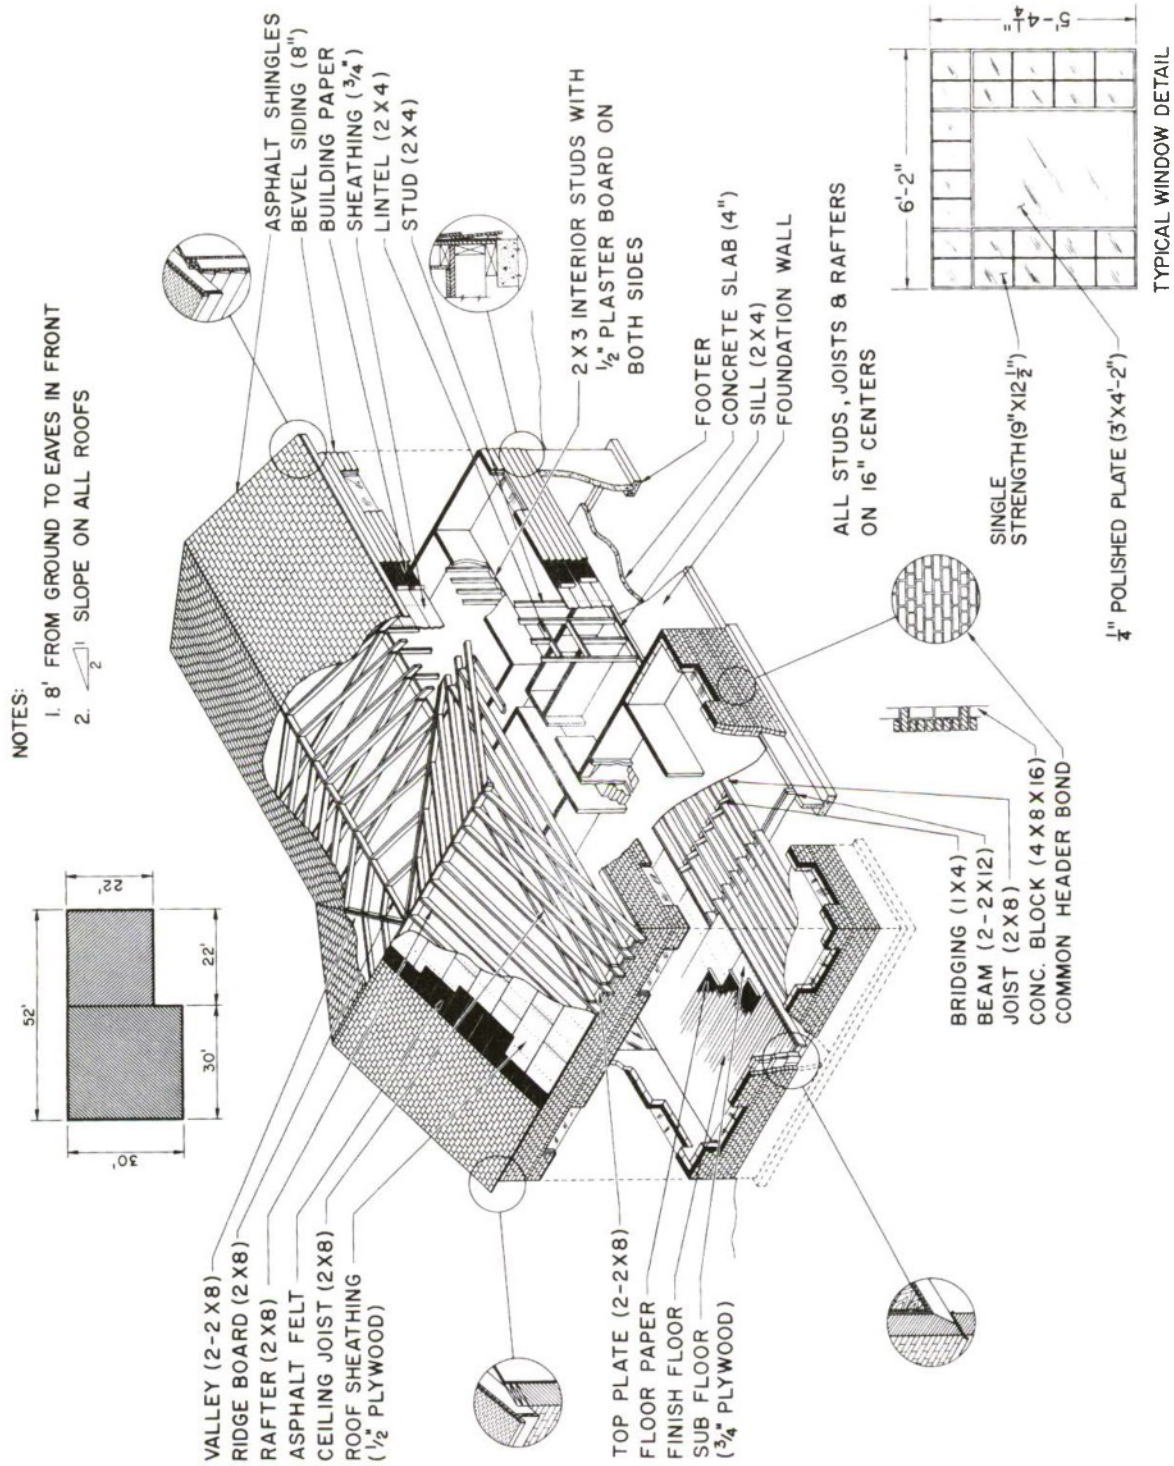 NOTES:
1. 8' FROM GROUND TO EAVES IN FRONT
2. 1 2 SLOPE ON ALL ROOFS
52'
22'
30'
30'
22'
VALLEY (2-2X8)
RIDGE BOARD (2X8)
RAFTER (2X8)
ASPHALT FELT
CEILING JOIST (2X8)
ROOF SHEATHING
(1/2" PLYWOOD)
ASPHALT SHINGLES
BEVEL SIDING (8")
BUILDING PAPER
SHEATHING (3/4")
LINTEL (2X4)
STUD (2X4)
2X3 INTERIOR STUDS WITH
1/2" PLASTER BOARD ON
BOTH SIDES
TOP PLATE (2-2X8)
FLOOR PAPER
FINISH FLOOR
SUB FLOOR
(3/4" PLYWOOD)
FOOTER
CONCRETE SLAB (4")
SILL (2X4)
FOUNDATION WALL
ALL STUDS, JOISTS & RAFTERS
ON 16" CENTERS
BRIDGING (1X4)
BEAM (2-2X12)
JOIST (2X8)
CONC. BLOCK (4X8X16)
COMMON HEADER BOND
6'-2"
5'-4 1/4"
SINGLE
STRENGTH(9"X12 1/2")
1/4" POLISHED PLATE (3'X4'-2")
TYPICAL WINDOW DETAIL